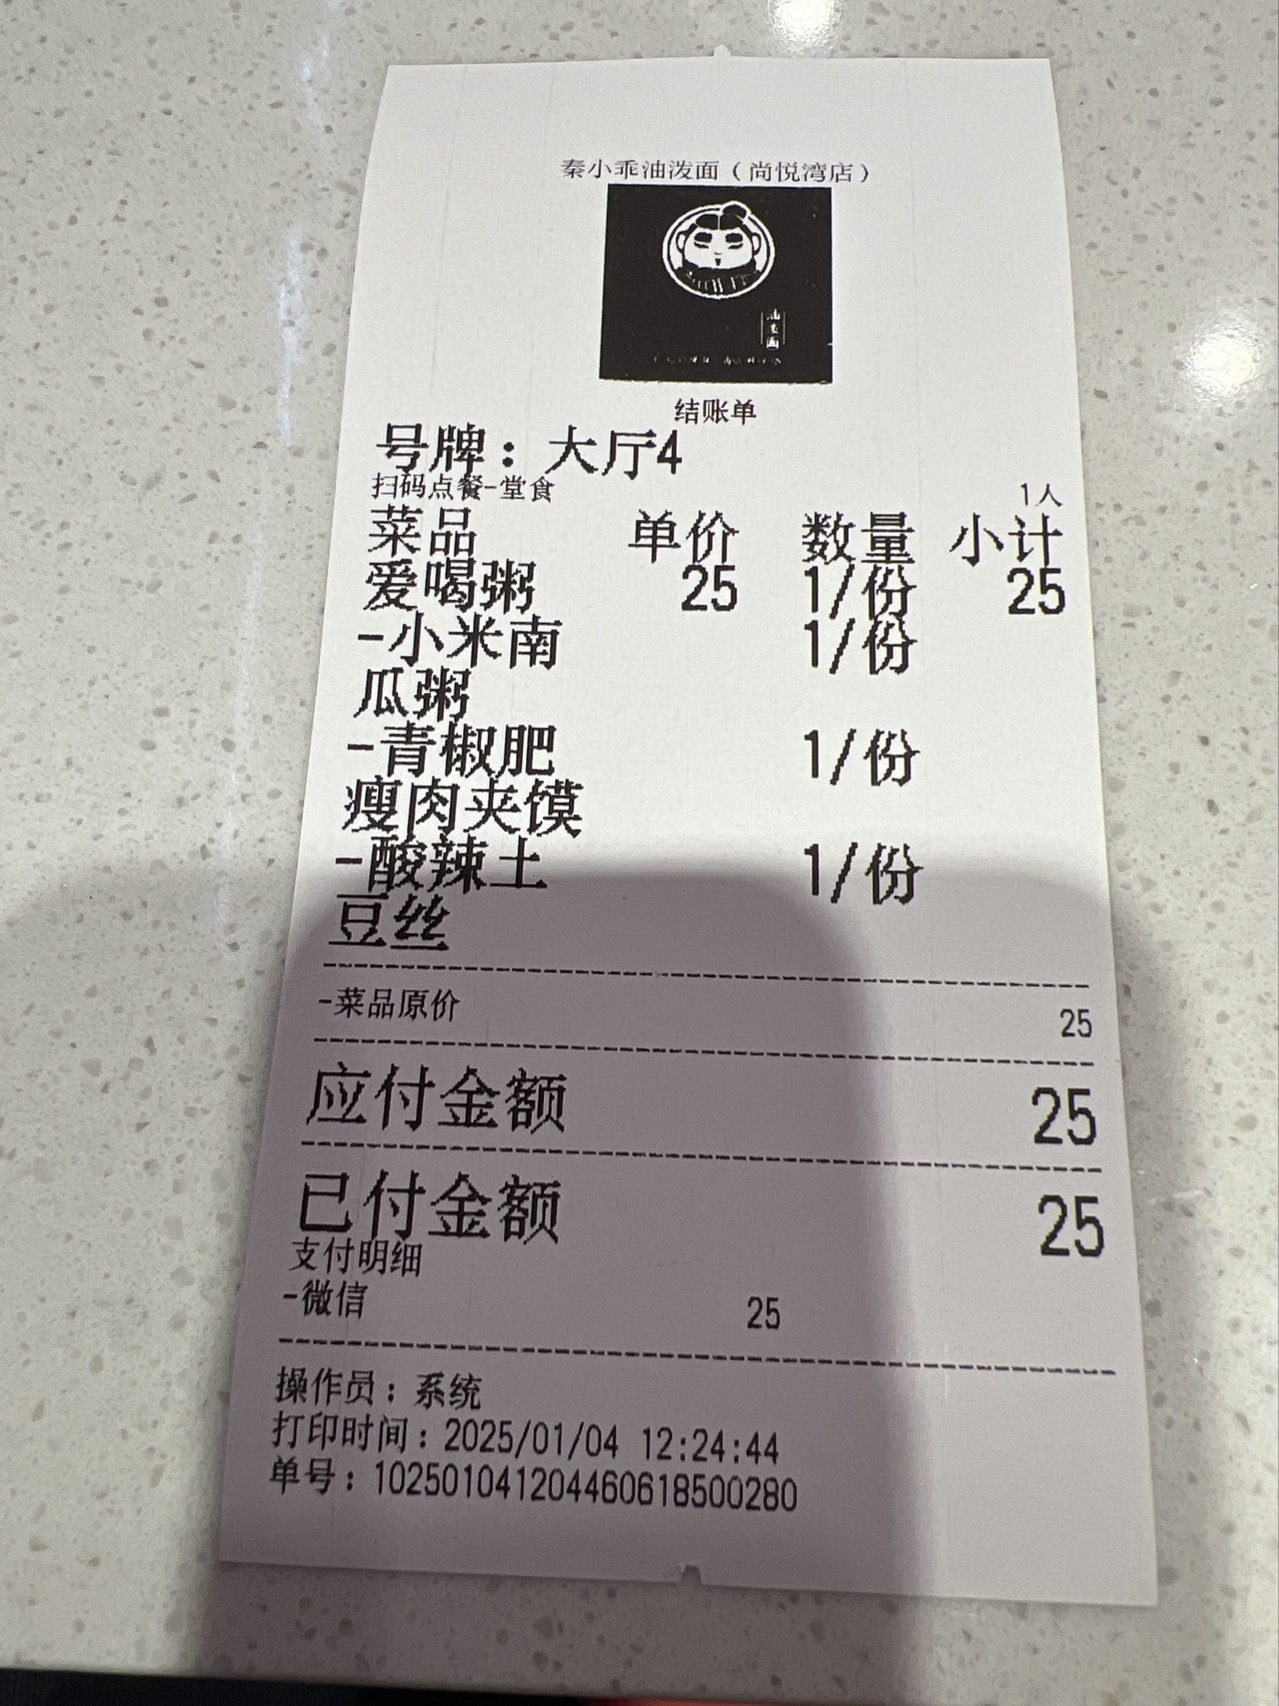 秦小乖油泼面（尚悦湾店）
油泼面
结账单
号牌：大厅4
扫码点餐-堂食 1人
菜品 单价 数量 小计
爱喝粥 25 1/份 25
-小米南 1/份
瓜粥
-青椒肥 1/份
瘦肉夹馍
-酸辣土 1/份
豆丝
-菜品原价 25
应付金额 25
已付金额 25
支付明细
-微信 25
操作员：系统
打印时间：2025/01/04 12:24:44
单号：102501041204460618500280